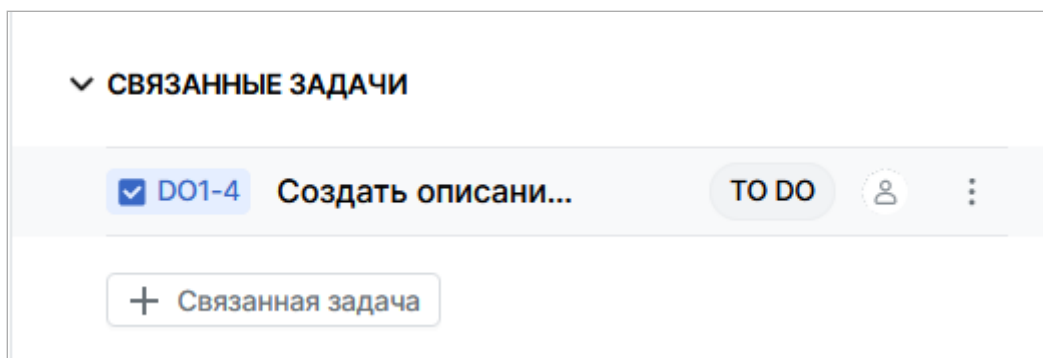 СВЯЗАННЫЕ ЗАДАЧИ
DO1-4 Создать описани... TO DO
Связанная задача